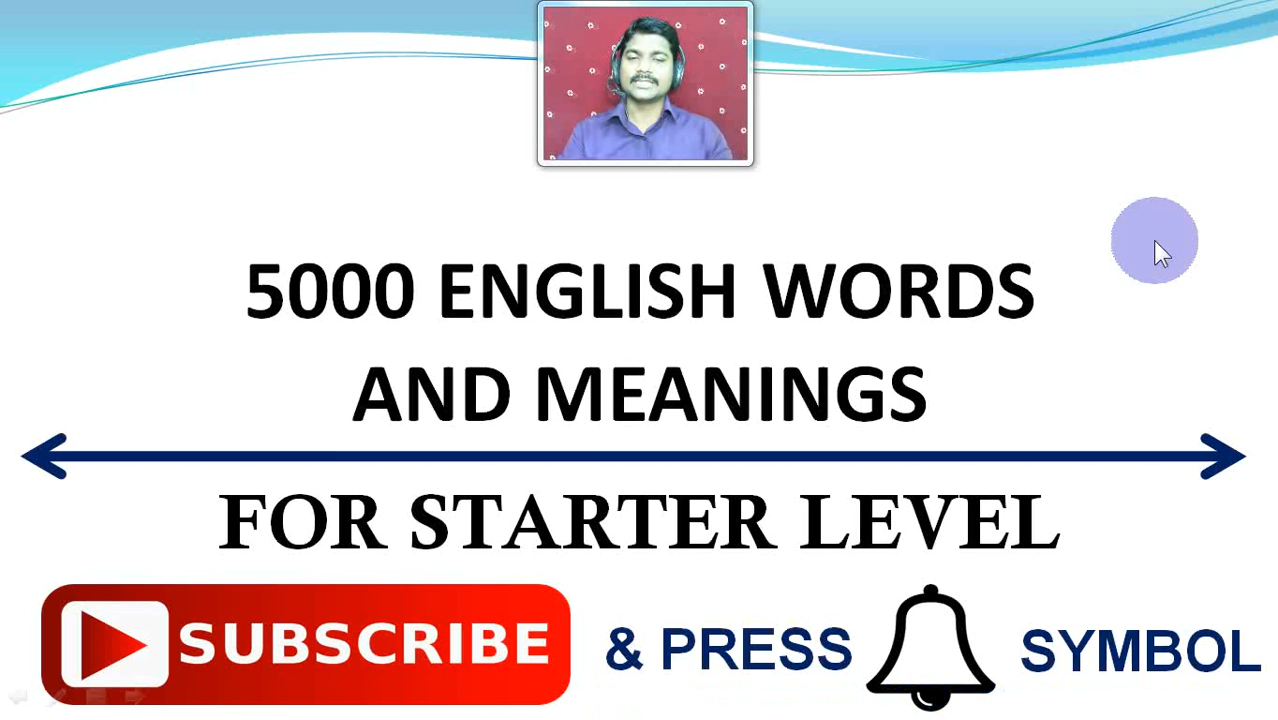 5000 ENGLISH WORDS
AND MEANINGS
FOR STARTER LEVEL
SUBSCRIBE & PRESS SYMBOL